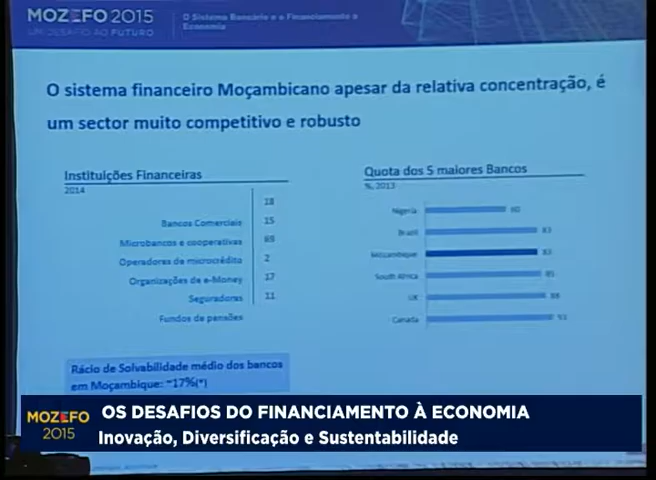 MOZEFO 2015
UM DESAFIO AO FUTURO
O Sistema Bancário e o Financiamento a
Economia
O sistema financeiro Moçambicano apesar da relativa concentração, é
um sector muito competitivo e robusto
Instituições Financeiras
2014
18
Bancos Comerciais 15
Microbancos e cooperativas 69
Operadoras de microcrédito 2
Organizações de e-Money 17
Seguradoras 11
Fundos de pensões
Quota dos 5 maiores Bancos
%, 2013
Nigeria 60
Brazil 83
Mozambique 83
South Africa 85
UK 88
Canada 93
Rácio de Solvabilidade médio dos bancos
em Moçambique: ~17%(*)
MOZEFO
2015
OS DESAFIOS DO FINANCIAMENTO À ECONOMIA
Inovação, Diversificação e Sustentabilidade